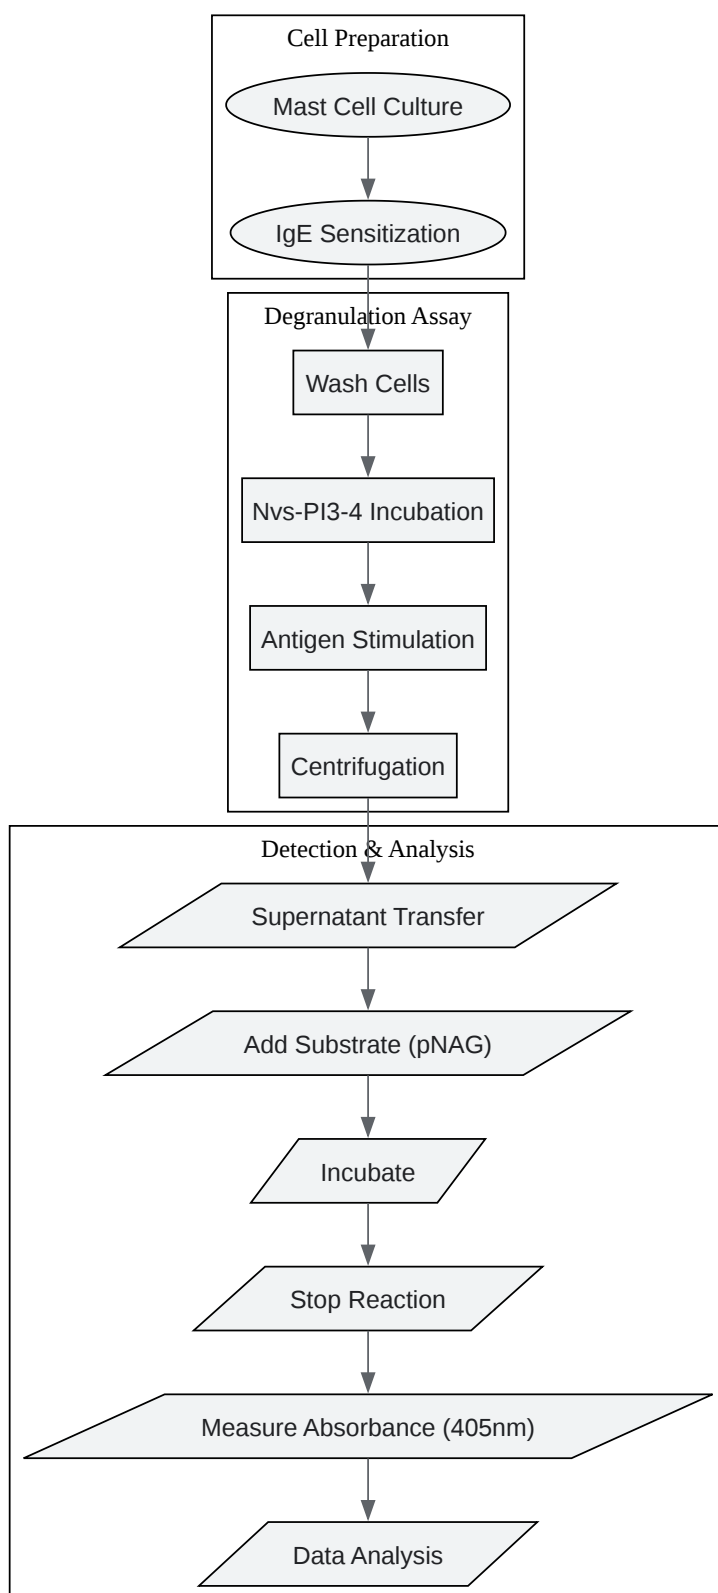 Cell Preparation
Mast Cell Culture
IgE Sensitization
Degranulation Assay
Wash Cells
Nvs-PI3-4 Incubation
Antigen Stimulation
Centrifugation
Detection & Analysis
Supernatant Transfer
Add Substrate (pNAG)
Incubate
Stop Reaction
Measure Absorbance (405nm)
Data Analysis